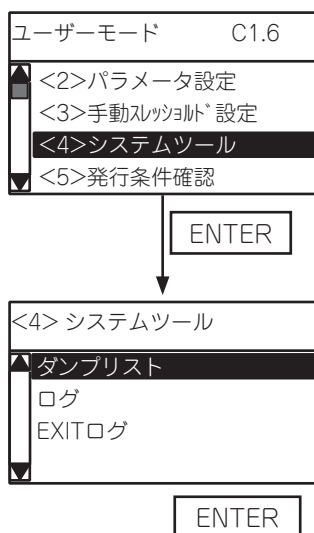 ユーザーモード C1.6
<2>パラメータ設定
<3>手動ｽﾚｯｼｮﾙﾄﾞ設定
<4>システムツール
<5>発行条件確認
ENTER
<4> システムツール
ダンプリスト
ログ
EXITログ
ENTER